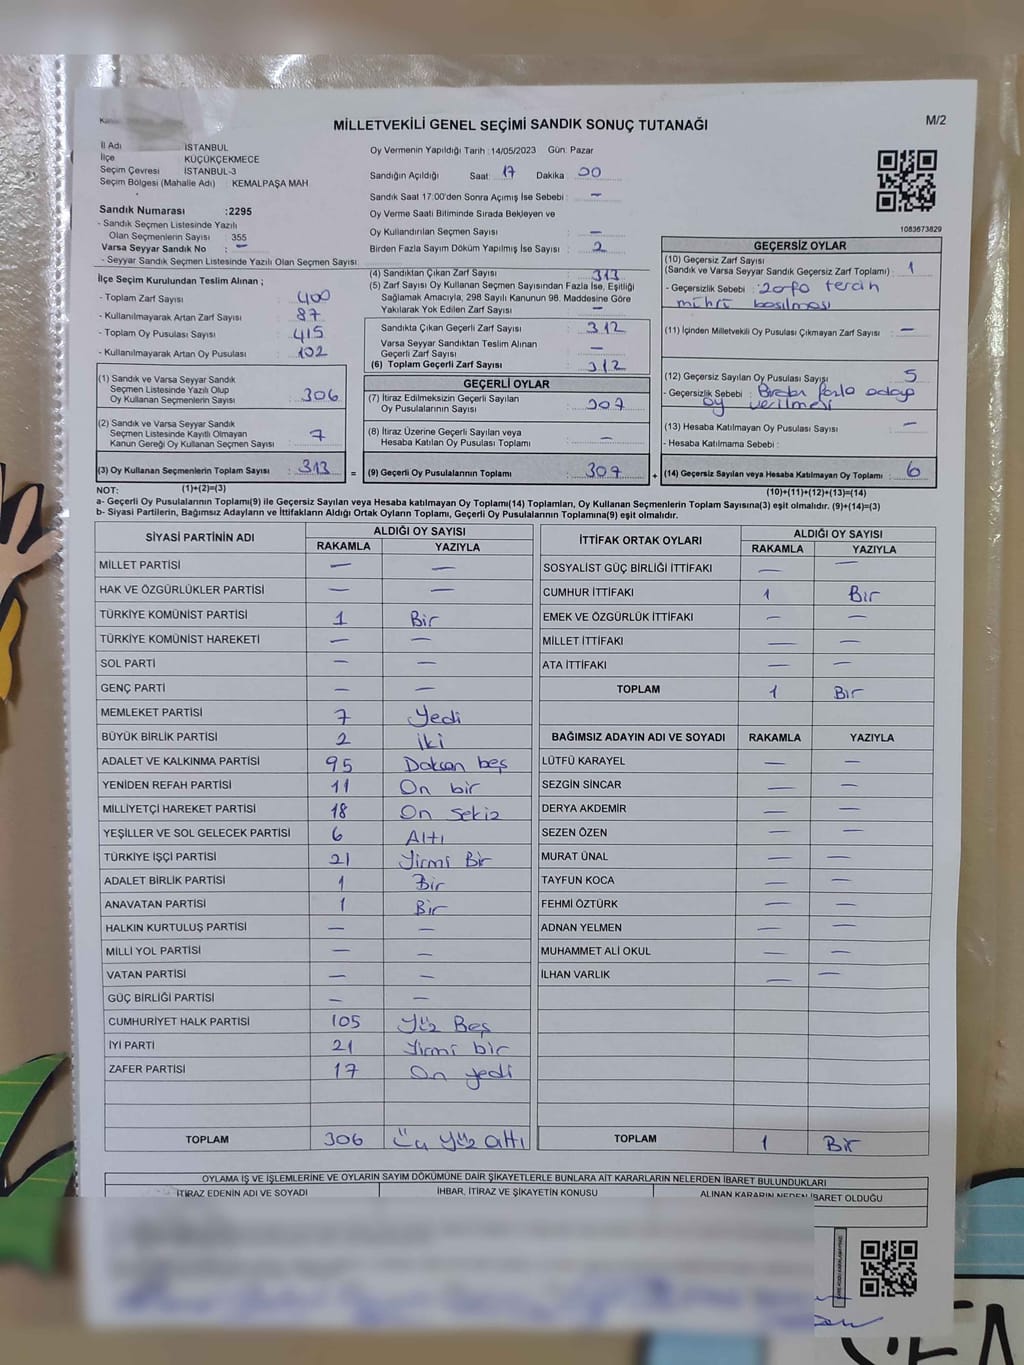 MİLLETVEKİLİ GENEL SEÇİMİ SANDIK SONUÇ TUTANAĞI
M/2
İl Adı : İSTANBUL
İlçe KÜÇÜKÇEKMECE
Seçim Çevresi İSTANBUL-3
Seçim Bölgesi (Mahalle Adı) : KEMALPAŞA MAH
Sandık Numarası :2295
- Sandık Seçmen Listesinde Yazılı
Olan Seçmenlerin Sayısı : 355
Varsa Seyyar Sandık No : —
- Seyyar Sandık Seçmen Listesinde Yazılı Olan Seçmen Sayısı:
Oy Vermenin Yapıldığı Tarih :14/05/2023 Gün: Pazar
Sandığın Açıldığı Saat: 17 Dakika 00
Sandık Saat 17:00'den Sonra Açılmış İse Sebebi : —
Oy Verme Saati Bitiminde Sırada Bekleyen ve
Oy Kullandırılan Seçmen Sayısı : —
Birden Fazla Sayım Döküm Yapılmış İse Sayısı : 2
1083673829
İlçe Seçim Kurulundan Teslim Alınan ;
- Toplam Zarf Sayısı : 400
- Kullanılmayarak Artan Zarf Sayısı : 87
- Toplam Oy Pusulası Sayısı : 415
- Kullanılmayarak Artan Oy Pusulası : 102
(1) Sandık ve Varsa Seyyar Sandık
Seçmen Listesinde Yazılı Olup
Oy Kullanan Seçmenlerin Sayısı : 306
(2) Sandık ve Varsa Seyyar Sandık
Seçmen Listesinde Kayıtlı Olmayan
Kanun Gereği Oy Kullanan Seçmen Sayısı : 7
(3) Oy Kullanan Seçmenlerin Toplam Sayısı : 313 =
(4) Sandıktan Çıkan Zarf Sayısı : 313
(5) Zarf Sayısı Oy Kullanan Seçmen Sayısından Fazla İse, Eşitliği
Sağlamak Amacıyla, 298 Sayılı Kanunun 98. Maddesine Göre
Yakılarak Yok Edilen Zarf Sayısı : —
Sandıkta Çıkan Geçerli Zarf Sayısı : 312
Varsa Seyyar Sandıktan Teslim Alınan
Geçerli Zarf Sayısı : —
(6) Toplam Geçerli Zarf Sayısı : 312
GEÇERLİ OYLAR
(7) İtiraz Edilmeksizin Geçerli Sayılan
Oy Pusulalarının Sayısı : 307
(8) İtiraz Üzerine Geçerli Sayılan veya
Hesaba Katılan Oy Pusulası Toplamı : —
(9) Geçerli Oy Pusulalarının Toplamı : 307 +
GEÇERSİZ OYLAR
(10) Geçersiz Zarf Sayısı
(Sandık ve Varsa Seyyar Sandık Geçersiz Zarf Toplamı) : 1
- Geçersizlik Sebebi : Zarfa tercih
mührü basılması
(11) İçinden Milletvekili Oy Pusulası Çıkmayan Zarf Sayısı : —
(12) Geçersiz Sayılan Oy Pusulası Sayısı : 5
- Geçersizlik Sebebi : Birden fazla adaya
oy verilmesi
(13) Hesaba Katılmayan Oy Pusulası Sayısı : —
- Hesaba Katılmama Sebebi :
(14) Geçersiz Sayılan veya Hesaba Katılmayan Oy Toplamı : 6
NOT: (1)+(2)=(3) (10)+(11)+(12)+(13)=(14)
a- Geçerli Oy Pusulalarının Toplamı(9) ile Geçersiz Sayılan veya Hesaba katılmayan Oy Toplamı(14) Toplamları, Oy Kullanan Seçmenlerin Toplam Sayısına(3) eşit olmalıdır. (9)+(14)=(3)
b- Siyasi Partilerin, Bağımsız Adayların ve İttifakların Aldığı Ortak Oyların Toplamı, Geçerli Oy Pusulalarının Toplamına(9) eşit olmalıdır.
SİYASİ PARTİNİN ADI ALDIĞI OY SAYISI
RAKAMLA YAZIYLA
MİLLET PARTİSİ — —
HAK VE ÖZGÜRLÜKLER PARTİSİ — —
TÜRKİYE KOMÜNİST PARTİSİ 1 Bir
TÜRKİYE KOMÜNİST HAREKETİ — —
SOL PARTİ — —
GENÇ PARTİ — —
MEMLEKET PARTİSİ 7 Yedi
BÜYÜK BİRLİK PARTİSİ 2 İki
ADALET VE KALKINMA PARTİSİ 95 Doksan beş
YENİDEN REFAH PARTİSİ 11 On bir
MİLLİYETÇİ HAREKET PARTİSİ 18 On Sekiz
YEŞİLLER VE SOL GELECEK PARTİSİ 6 Altı
TÜRKİYE İŞÇİ PARTİSİ 21 Yirmi Bir
ADALET BİRLİK PARTİSİ 1 Bir
ANAVATAN PARTİSİ 1 Bir
HALKIN KURTULUŞ PARTİSİ — —
MİLLİ YOL PARTİSİ — —
VATAN PARTİSİ — —
GÜÇ BİRLİĞİ PARTİSİ — —
CUMHURİYET HALK PARTİSİ 105 Yüz Beş
İYİ PARTİ 21 Yirmi bir
ZAFER PARTİSİ 17 On yedi
TOPLAM 306 Üç Yüz altı
İTTİFAK ORTAK OYLARI ALDIĞI OY SAYISI
RAKAMLA YAZIYLA
SOSYALİST GÜÇ BİRLİĞİ İTTİFAKI — —
CUMHUR İTTİFAKI 1 Bir
EMEK VE ÖZGÜRLÜK İTTİFAKI — —
MİLLET İTTİFAKI — —
ATA İTTİFAKI — —
TOPLAM 1 Bir
BAĞIMSIZ ADAYIN ADI VE SOYADI RAKAMLA YAZIYLA
LÜTFÜ KARAYEL — —
SEZGİN SİNCAR — —
DERYA AKDEMİR — —
SEZEN ÖZEN — —
MURAT ÜNAL — —
TAYFUN KOCA — —
FEHMİ ÖZTÜRK — —
ADNAN YELMEN — —
MUHAMMET ALİ OKUL — —
İLHAN VARLIK — —
TOPLAM 1 Bir
OYLAMA İŞ VE İŞLEMLERİNE VE OYLARIN SAYIM DÖKÜMÜNE DAİR ŞİKAYETLERLE BUNLARA AİT KARARLARIN NELERDEN İBARET BULUNDUKLARI
İTİRAZ EDENİN ADI VE SOYADI İHBAR, İTİRAZ VE ŞİKAYETİN KONUSU ALINAN KARARIN NEDEN İBARET OLDUĞU